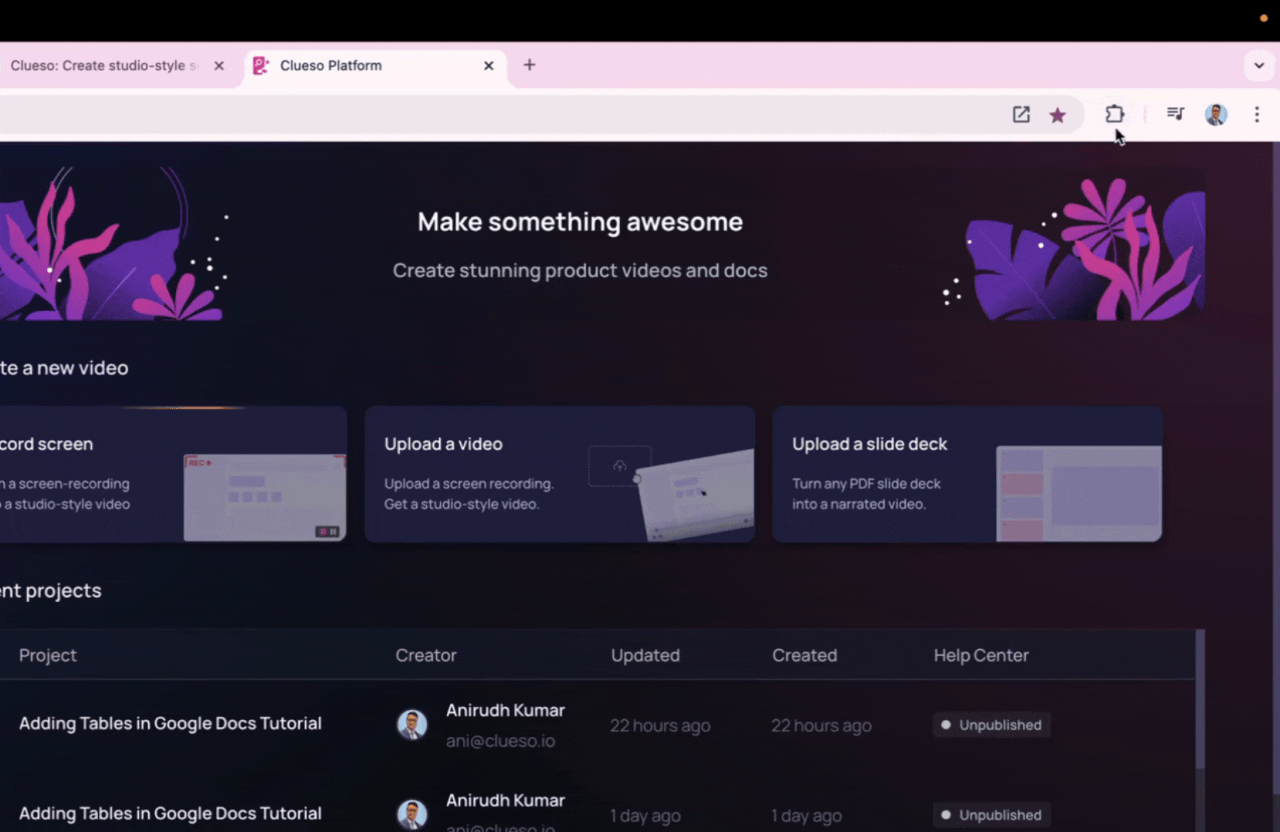 Clueso: Create studio-style s
Clueso Platform
Make something awesome
Create stunning product videos and docs
te a new video
cord screen
n a screen-recording
a studio-style video
REC
Upload a video
Upload a screen recording.
Get a studio-style video.
Upload a slide deck
Turn any PDF slide deck
into a narrated video.
nt projects
Project Creator Updated Created Help Center
Adding Tables in Google Docs Tutorial
Anirudh Kumar
ani@clueso.io
22 hours ago 22 hours ago Unpublished
Adding Tables in Google Docs Tutorial
Anirudh Kumar
ani@clueso.io
1 day ago 1 day ago Unpublished